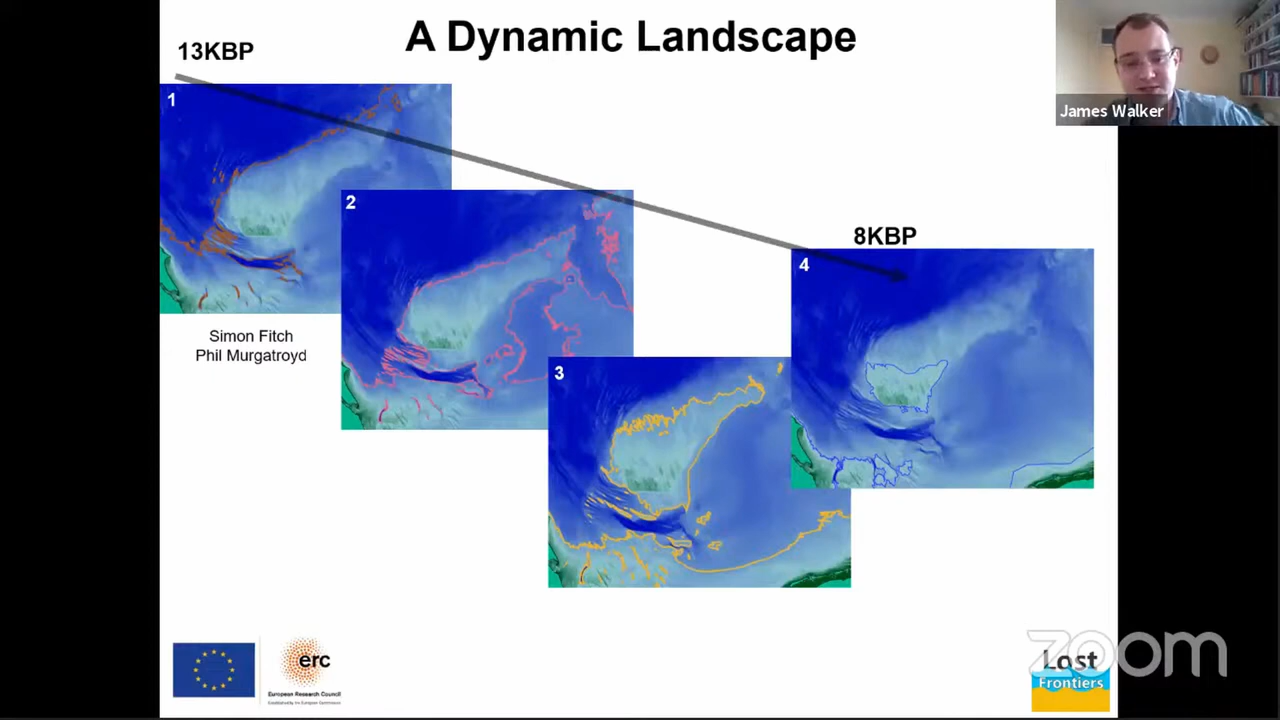 A Dynamic Landscape
13KBP
James Walker
1
2
8KBP
4
Simon Fitch
Phil Murgatroyd
3
erc
European Research Council
Established by the European Commission
Lost
Frontiers
zoom